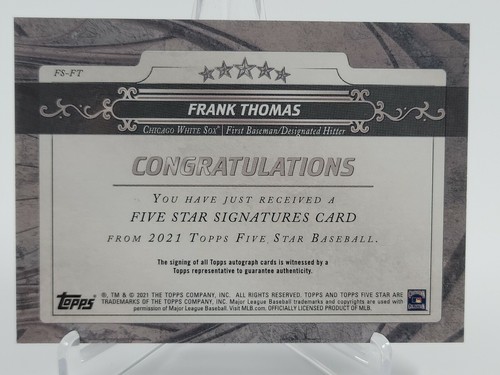 FS-FT
FRANK THOMAS
CHICAGO WHITE SOX® | First Baseman/Designated Hitter
CONGRATULATIONS
YOU HAVE JUST RECEIVED A
FIVE STAR SIGNATURES CARD
FROM 2021 TOPPS FIVE STAR BASEBALL.
The signing of all Topps autograph cards is witnessed by a
Topps representative to guarantee authenticity.
Topps
®, TM & © 2021 THE TOPPS COMPANY, INC. ALL RIGHTS RESERVED. TOPPS AND TOPPS FIVE STAR ARE
TRADEMARKS OF THE TOPPS COMPANY, INC. Major League Baseball trademarks and copyrights are used with
permission of Major League Baseball. Visit MLB.com. OFFICIALLY LICENSED PRODUCT OF MLB.